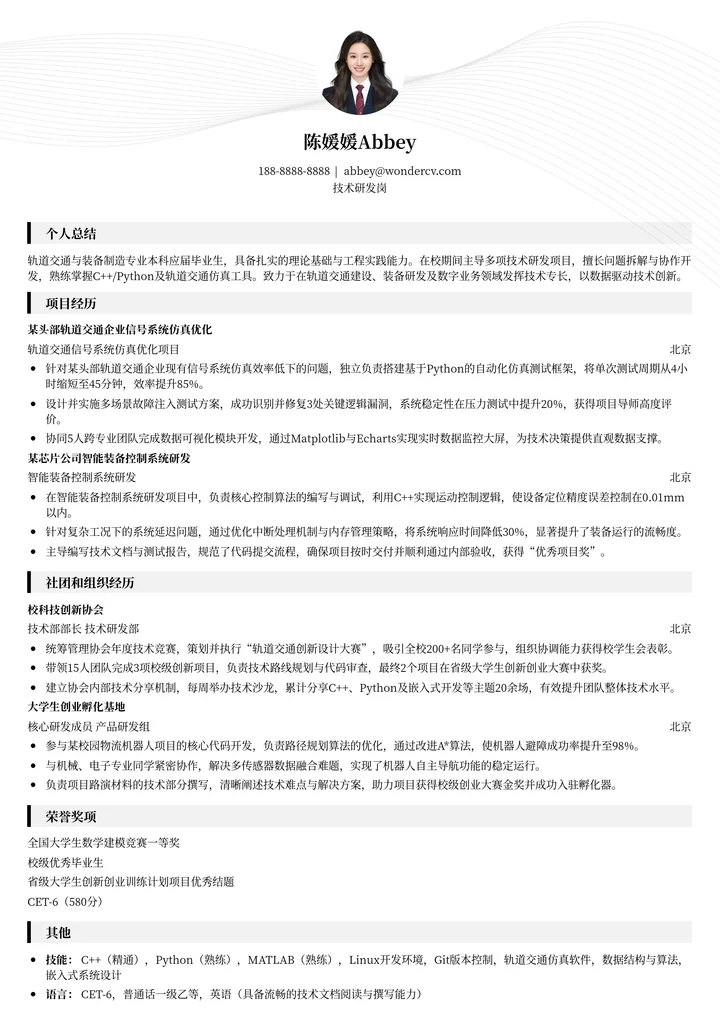 陈媛媛Abbey
188-8888-8888 | abbey@wondercv.com
技术研发岗
个人总结
轨道交通与装备制造专业本科应届毕业生，具备扎实的理论基础与工程实践能力。在校期间主导多项技术研发项目，擅长问题拆解与协作开
发，熟练掌握C++/Python及轨道交通仿真工具。致力于在轨道交通建设、装备研发及数字业务领域发挥技术专长，以数据驱动技术创新。
项目经历
某头部轨道交通企业信号系统仿真优化
轨道交通信号系统仿真优化项目 北京
• 针对某头部轨道交通企业现有信号系统仿真效率低下的问题，独立负责搭建基于Python的自动化仿真测试框架，将单次测试周期从4小
时缩短至45分钟，效率提升85%。
• 设计并实施多场景故障注入测试方案，成功识别并修复3处关键逻辑漏洞，系统稳定性在压力测试中提升20%，获得项目导师高度评
价。
• 协同5人跨专业团队完成数据可视化模块开发，通过Matplotlib与Echarts实现实时数据监控大屏，为技术决策提供直观数据支撑。
某芯片公司智能装备控制系统研发
智能装备控制系统研发 北京
• 在智能装备控制系统研发项目中，负责核心控制算法的编写与调试，利用C++实现运动控制逻辑，使设备定位精度误差控制在0.01mm
以内。
• 针对复杂工况下的系统延迟问题，通过优化中断处理机制与内存管理策略，将系统响应时间降低30%，显著提升了装备运行的流畅度。
• 主导编写技术文档与测试报告，规范了代码提交流程，确保项目按时交付并顺利通过内部验收，获得“优秀项目奖”。
社团和组织经历
校科技创新协会
技术部部长 技术研发部 北京
• 统筹管理协会年度技术竞赛，策划并执行“轨道交通创新设计大赛”，吸引全校200+名同学参与，组织协调能力获得校学生会表彰。
• 带领15人团队完成3项校级创新项目，负责技术路线规划与代码审查，最终2个项目在省级大学生创新创业大赛中获奖。
• 建立协会内部技术分享机制，每周举办技术沙龙，累计分享C++、Python及嵌入式开发等主题20余场，有效提升团队整体技术水平。
大学生创业孵化基地
核心研发成员 产品研发组 北京
• 参与某校园物流机器人项目的核心代码开发，负责路径规划算法的优化，通过改进A*算法，使机器人避障成功率提升至98%。
• 与机械、电子专业同学紧密协作，解决多传感器数据融合难题，实现了机器人自主导航功能的稳定运行。
• 负责项目路演材料的技术部分撰写，清晰阐述技术难点与解决方案，助力项目获得校级创业大赛金奖并成功入驻孵化器。
荣誉奖项
全国大学生数学建模竞赛一等奖
校级优秀毕业生
省级大学生创新创业训练计划项目优秀结题
CET-6（580分）
其他
• 技能： C++（精通），Python（熟练），MATLAB（熟练），Linux开发环境，Git版本控制，轨道交通仿真软件，数据结构与算法，
嵌入式系统设计
• 语言： CET-6，普通话一级乙等，英语（具备流畅的技术文档阅读与撰写能力）